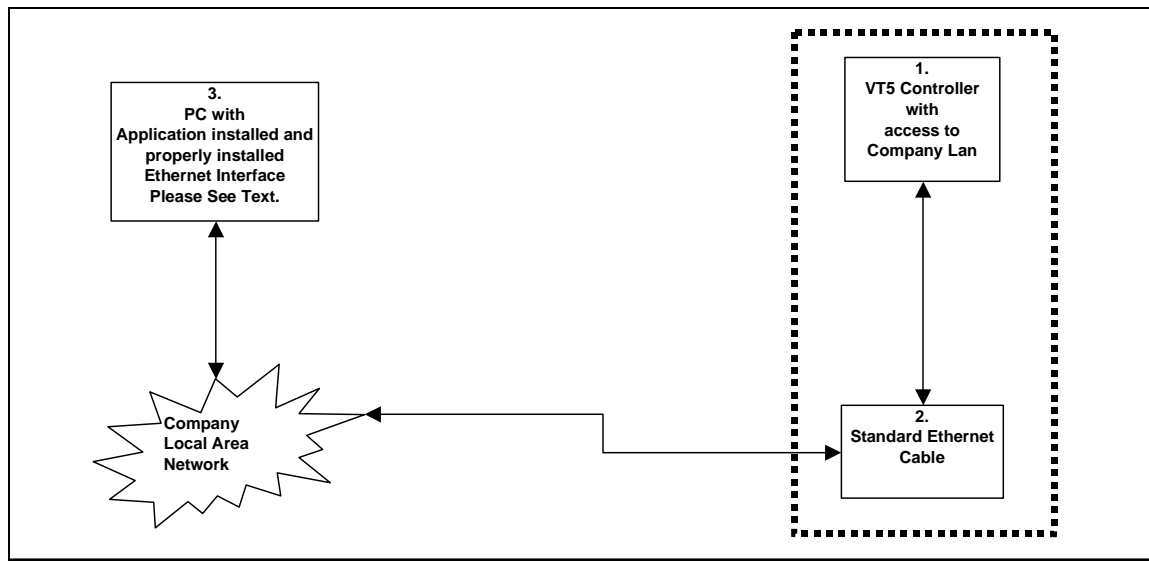 3.
PC with
Application installed and
properly installed
Ethernet Interface
Please See Text.
1.
VT5 Controller
with
access to
Company Lan
Company
Local Area
Network
2.
Standard Ethernet
Cable